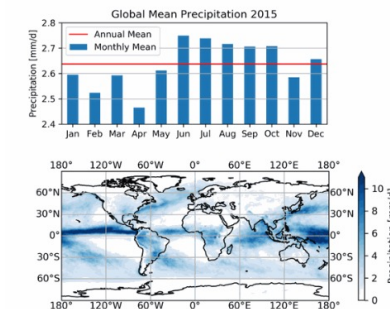 Global Mean Precipitation 2015
2.8
2.7
2.6
2.5
2.4
Precipitation [mm/d]
Annual Mean
Monthly Mean
Jan Feb Mar Apr May Jun Jul Aug Sep Oct Nov Dec
180° 120°W 60°W 0° 60°E 120°E 180°
60°N 60°N
30°N 30°N
0° 0°
30°S 30°S
60°S 60°S
180° 120°W 60°W 0° 60°E 120°E 180°
10
8
6
4
2
0